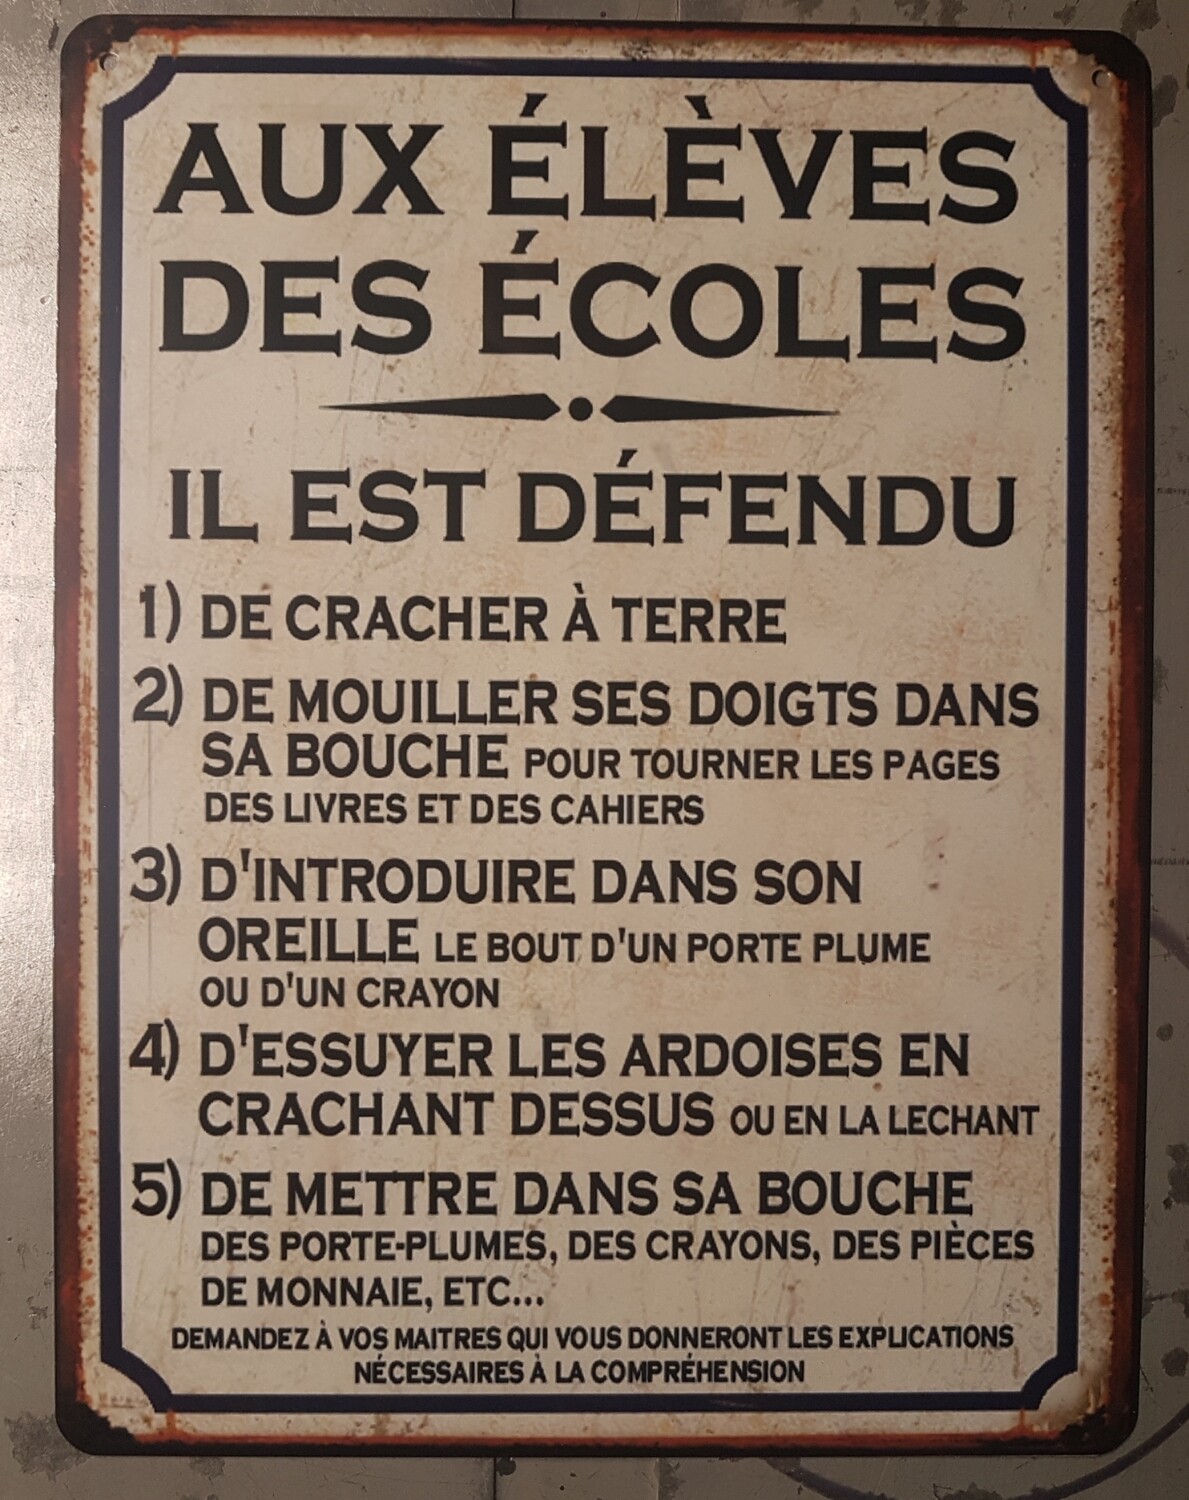 AUX ÉLÈVES
DES ÉCOLES
IL EST DÉFENDU
1) DE CRACHER À TERRE
2) DE MOUILLER SES DOIGTS DANS
SA BOUCHE POUR TOURNER LES PAGES
DES LIVRES ET DES CAHIERS
3) D'INTRODUIRE DANS SON
OREILLE LE BOUT D'UN PORTE PLUME
OU D'UN CRAYON
4) D'ESSUYER LES ARDOISES EN
CRACHANT DESSUS OU EN LA LECHANT
5) DE METTRE DANS SA BOUCHE
DES PORTE-PLUMES, DES CRAYONS, DES PIÈCES
DE MONNAIE, ETC...
DEMANDEZ À VOS MAITRES QUI VOUS DONNERONT LES EXPLICATIONS
NÉCESSAIRES À LA COMPRÉHENSION